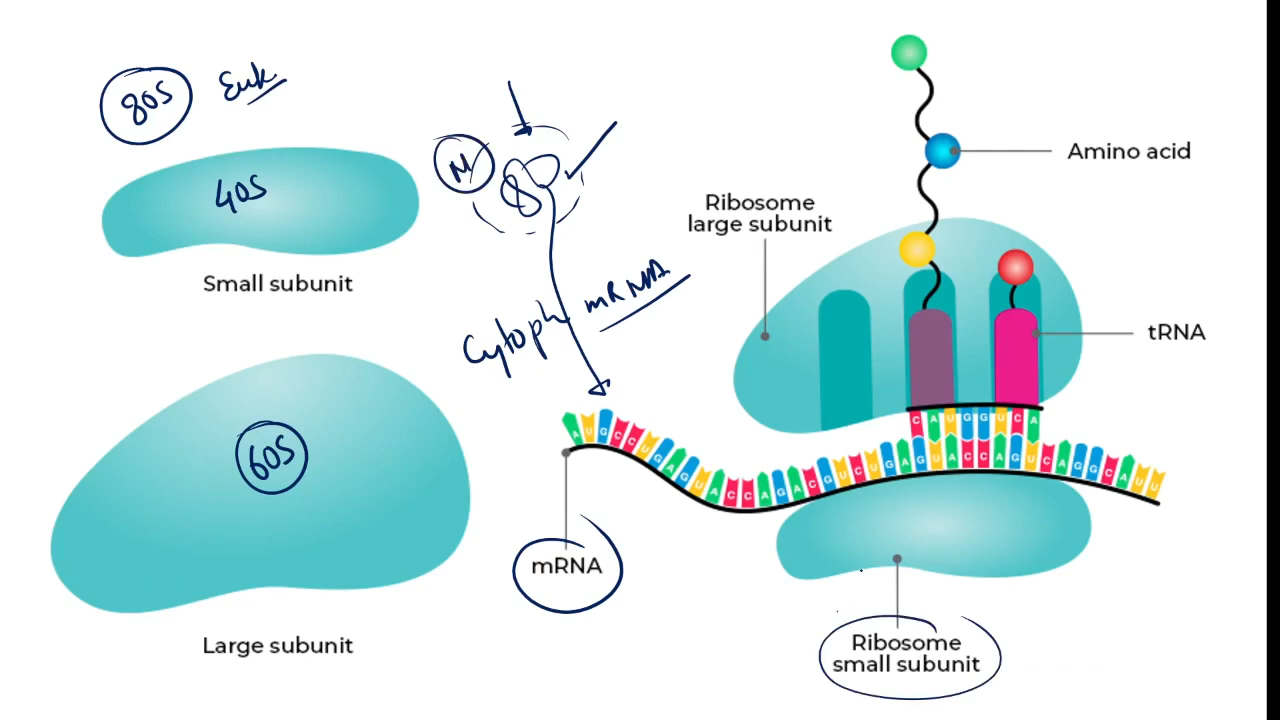 80S Euk
40S
Small subunit
60S
Large subunit
N
mRNA
Cytopl
mRNA
Ribosome
large subunit
Amino acid
tRNA
C A U G G U C A
A U G C C U G A G U A C C A G A C G U C U G A G U A C C A G U C A G G C A U U
Ribosome
small subunit